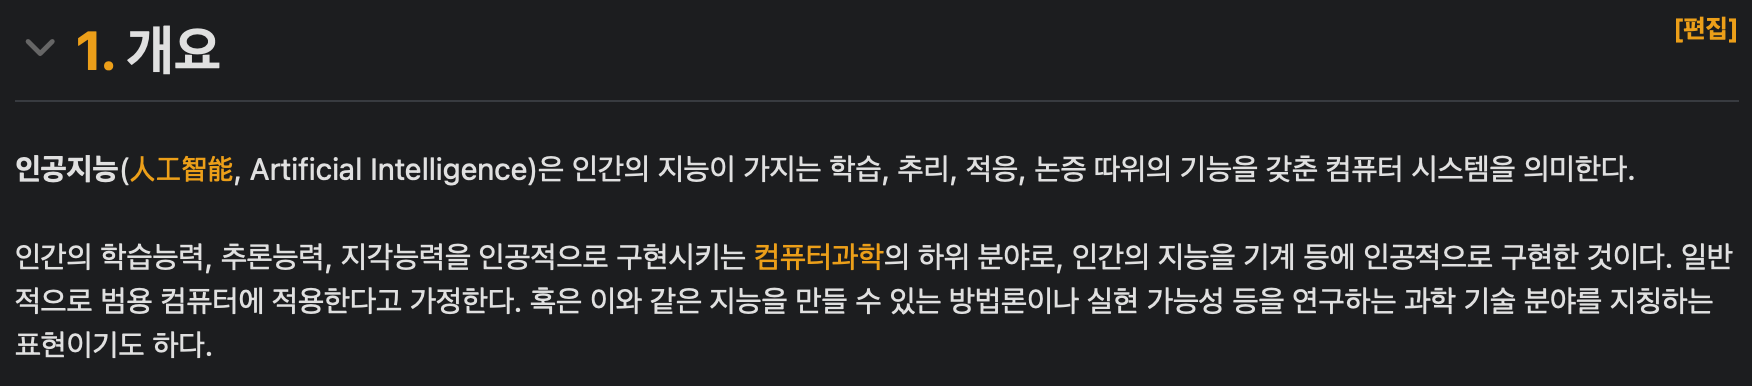 1. 개요
[편집]
인공지능(人工智能, Artificial Intelligence)은 인간의 지능이 가지는 학습, 추리, 적응, 논증 따위의 기능을 갖춘 컴퓨터 시스템을 의미한다.
인간의 학습능력, 추론능력, 지각능력을 인공적으로 구현시키는 컴퓨터과학의 하위 분야로, 인간의 지능을 기계 등에 인공적으로 구현한 것이다. 일반
적으로 범용 컴퓨터에 적용한다고 가정한다. 혹은 이와 같은 지능을 만들 수 있는 방법론이나 실현 가능성 등을 연구하는 과학 기술 분야를 지칭하는
표현이기도 하다.